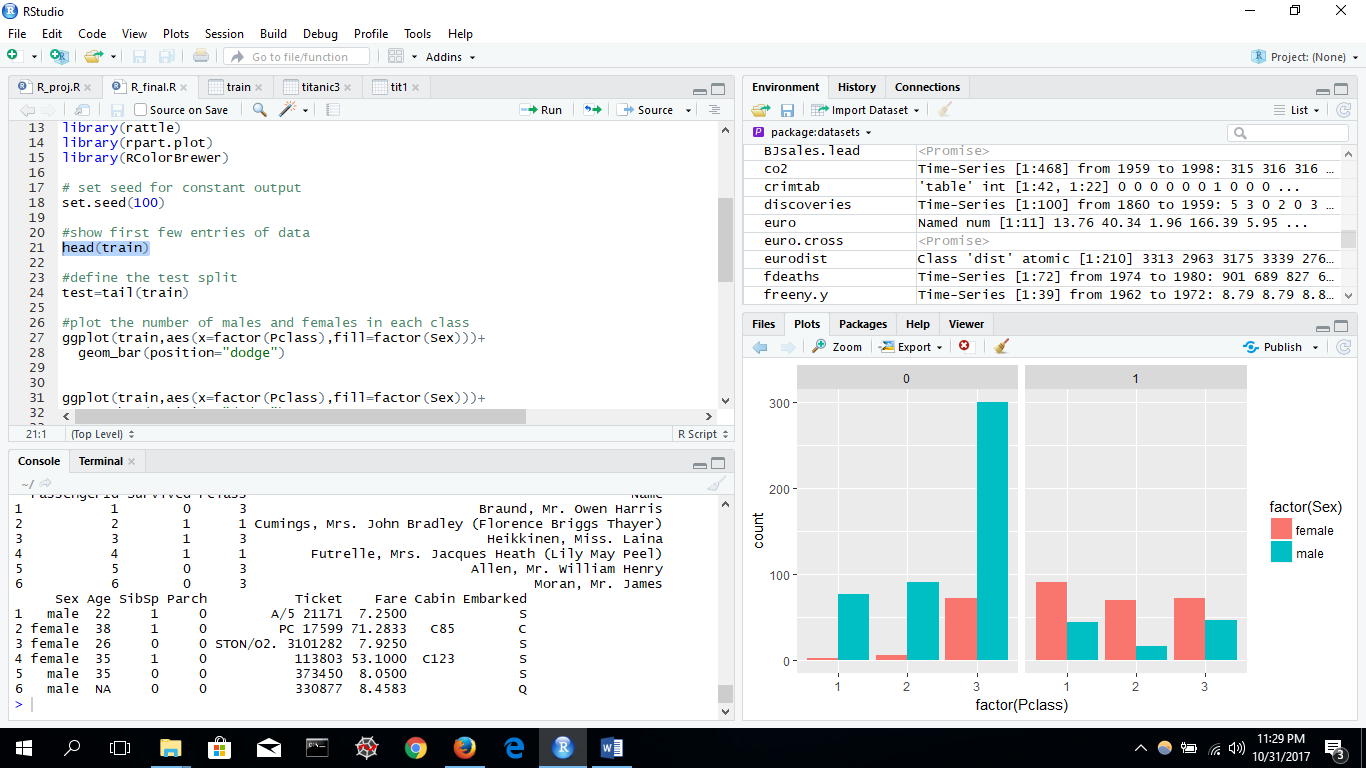 RStudio
File Edit Code View Plots Session Build Debug Profile Tools Help
Go to file/function Addins Project: (None)
R_proj.R R_final.R train titanic3 tit1
Source on Save Run Source
13 library(rattle)
14 library(rpart.plot)
15 library(RColorBrewer)
16
17 # set seed for constant output
18 set.seed(100)
19
20 #show first few entries of data
21 head(train)
22
23 #define the test split
24 test=tail(train)
25
26 #plot the number of males and females in each class
27 ggplot(train,aes(x=factor(Pclass),fill=factor(Sex)))+
28 geom_bar(position="dodge")
29
30
31 ggplot(train,aes(x=factor(Pclass),fill=factor(Sex)))+
32
21:1 (Top Level) R Script
Console Terminal
~/
PassengerId Survived Pclass Name
1 1 0 3 Braund, Mr. Owen Harris
2 2 1 1 Cumings, Mrs. John Bradley (Florence Briggs Thayer)
3 3 1 3 Heikkinen, Miss. Laina
4 4 1 1 Futrelle, Mrs. Jacques Heath (Lily May Peel)
5 5 0 3 Allen, Mr. William Henry
6 6 0 3 Moran, Mr. James
Sex Age SibSp Parch Ticket Fare Cabin Embarked
1 male 22 1 0 A/5 21171 7.2500 S
2 female 38 1 0 PC 17599 71.2833 C85 C
3 female 26 0 0 STON/O2. 3101282 7.9250 S
4 female 35 1 0 113803 53.1000 C123 S
5 male 35 0 0 373450 8.0500 S
6 male NA 0 0 330877 8.4583 Q
>
Environment History Connections
Import Dataset List
package:datasets
BJsales.lead <Promise>
co2 Time-Series [1:468] from 1959 to 1998: 315 316 316 …
crimtab 'table' int [1:42, 1:22] 0 0 0 0 0 0 1 0 0 0 ...
discoveries Time-Series [1:100] from 1860 to 1959: 5 3 0 2 0 3 …
euro Named num [1:11] 13.76 40.34 1.96 166.39 5.95 ...
euro.cross <Promise>
eurodist Class 'dist' atomic [1:210] 3313 2963 3175 3339 276…
fdeaths Time-Series [1:72] from 1974 to 1980: 901 689 827 6…
freeny.y Time-Series [1:39] from 1962 to 1972: 8.79 8.79 8.8…
Files Plots Packages Help Viewer
Zoom Export Publish
0 1
300
200
100
0
count
1 2 3 1 2 3
factor(Pclass)
factor(Sex)
female
male
11:29 PM
10/31/2017
3